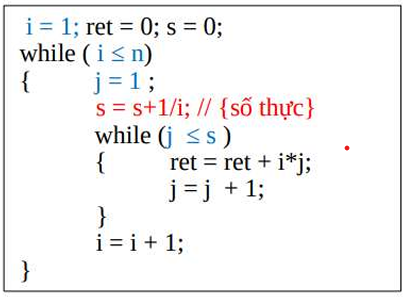 i = 1; ret = 0; s = 0;
while ( i ≤ n)
{ j = 1 ;
s = s+1/i; // {số thực}
while (j ≤ s )
{ ret = ret + i*j;
j = j + 1;
}
i = i + 1;
}